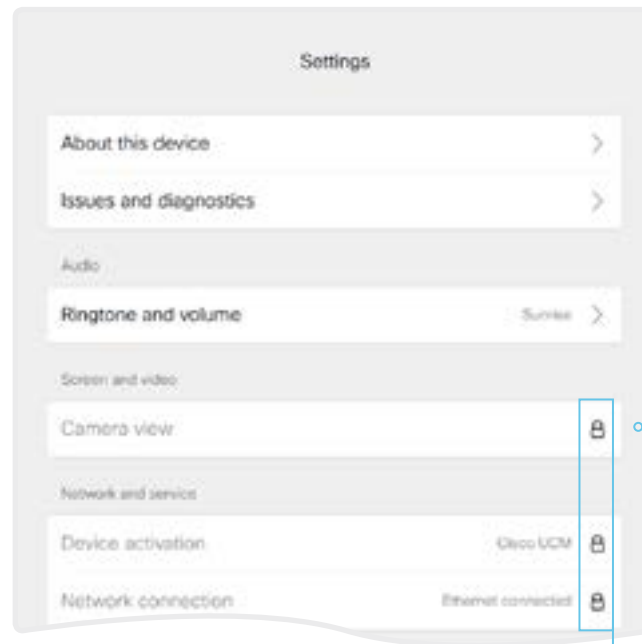 Settings
About this device
Issues and diagnostics
Audio
Ringtone and volume Sunrise
Screen and video
Camera view
Network and service
Device activation Cisco UCM
Network connection Ethernet connected